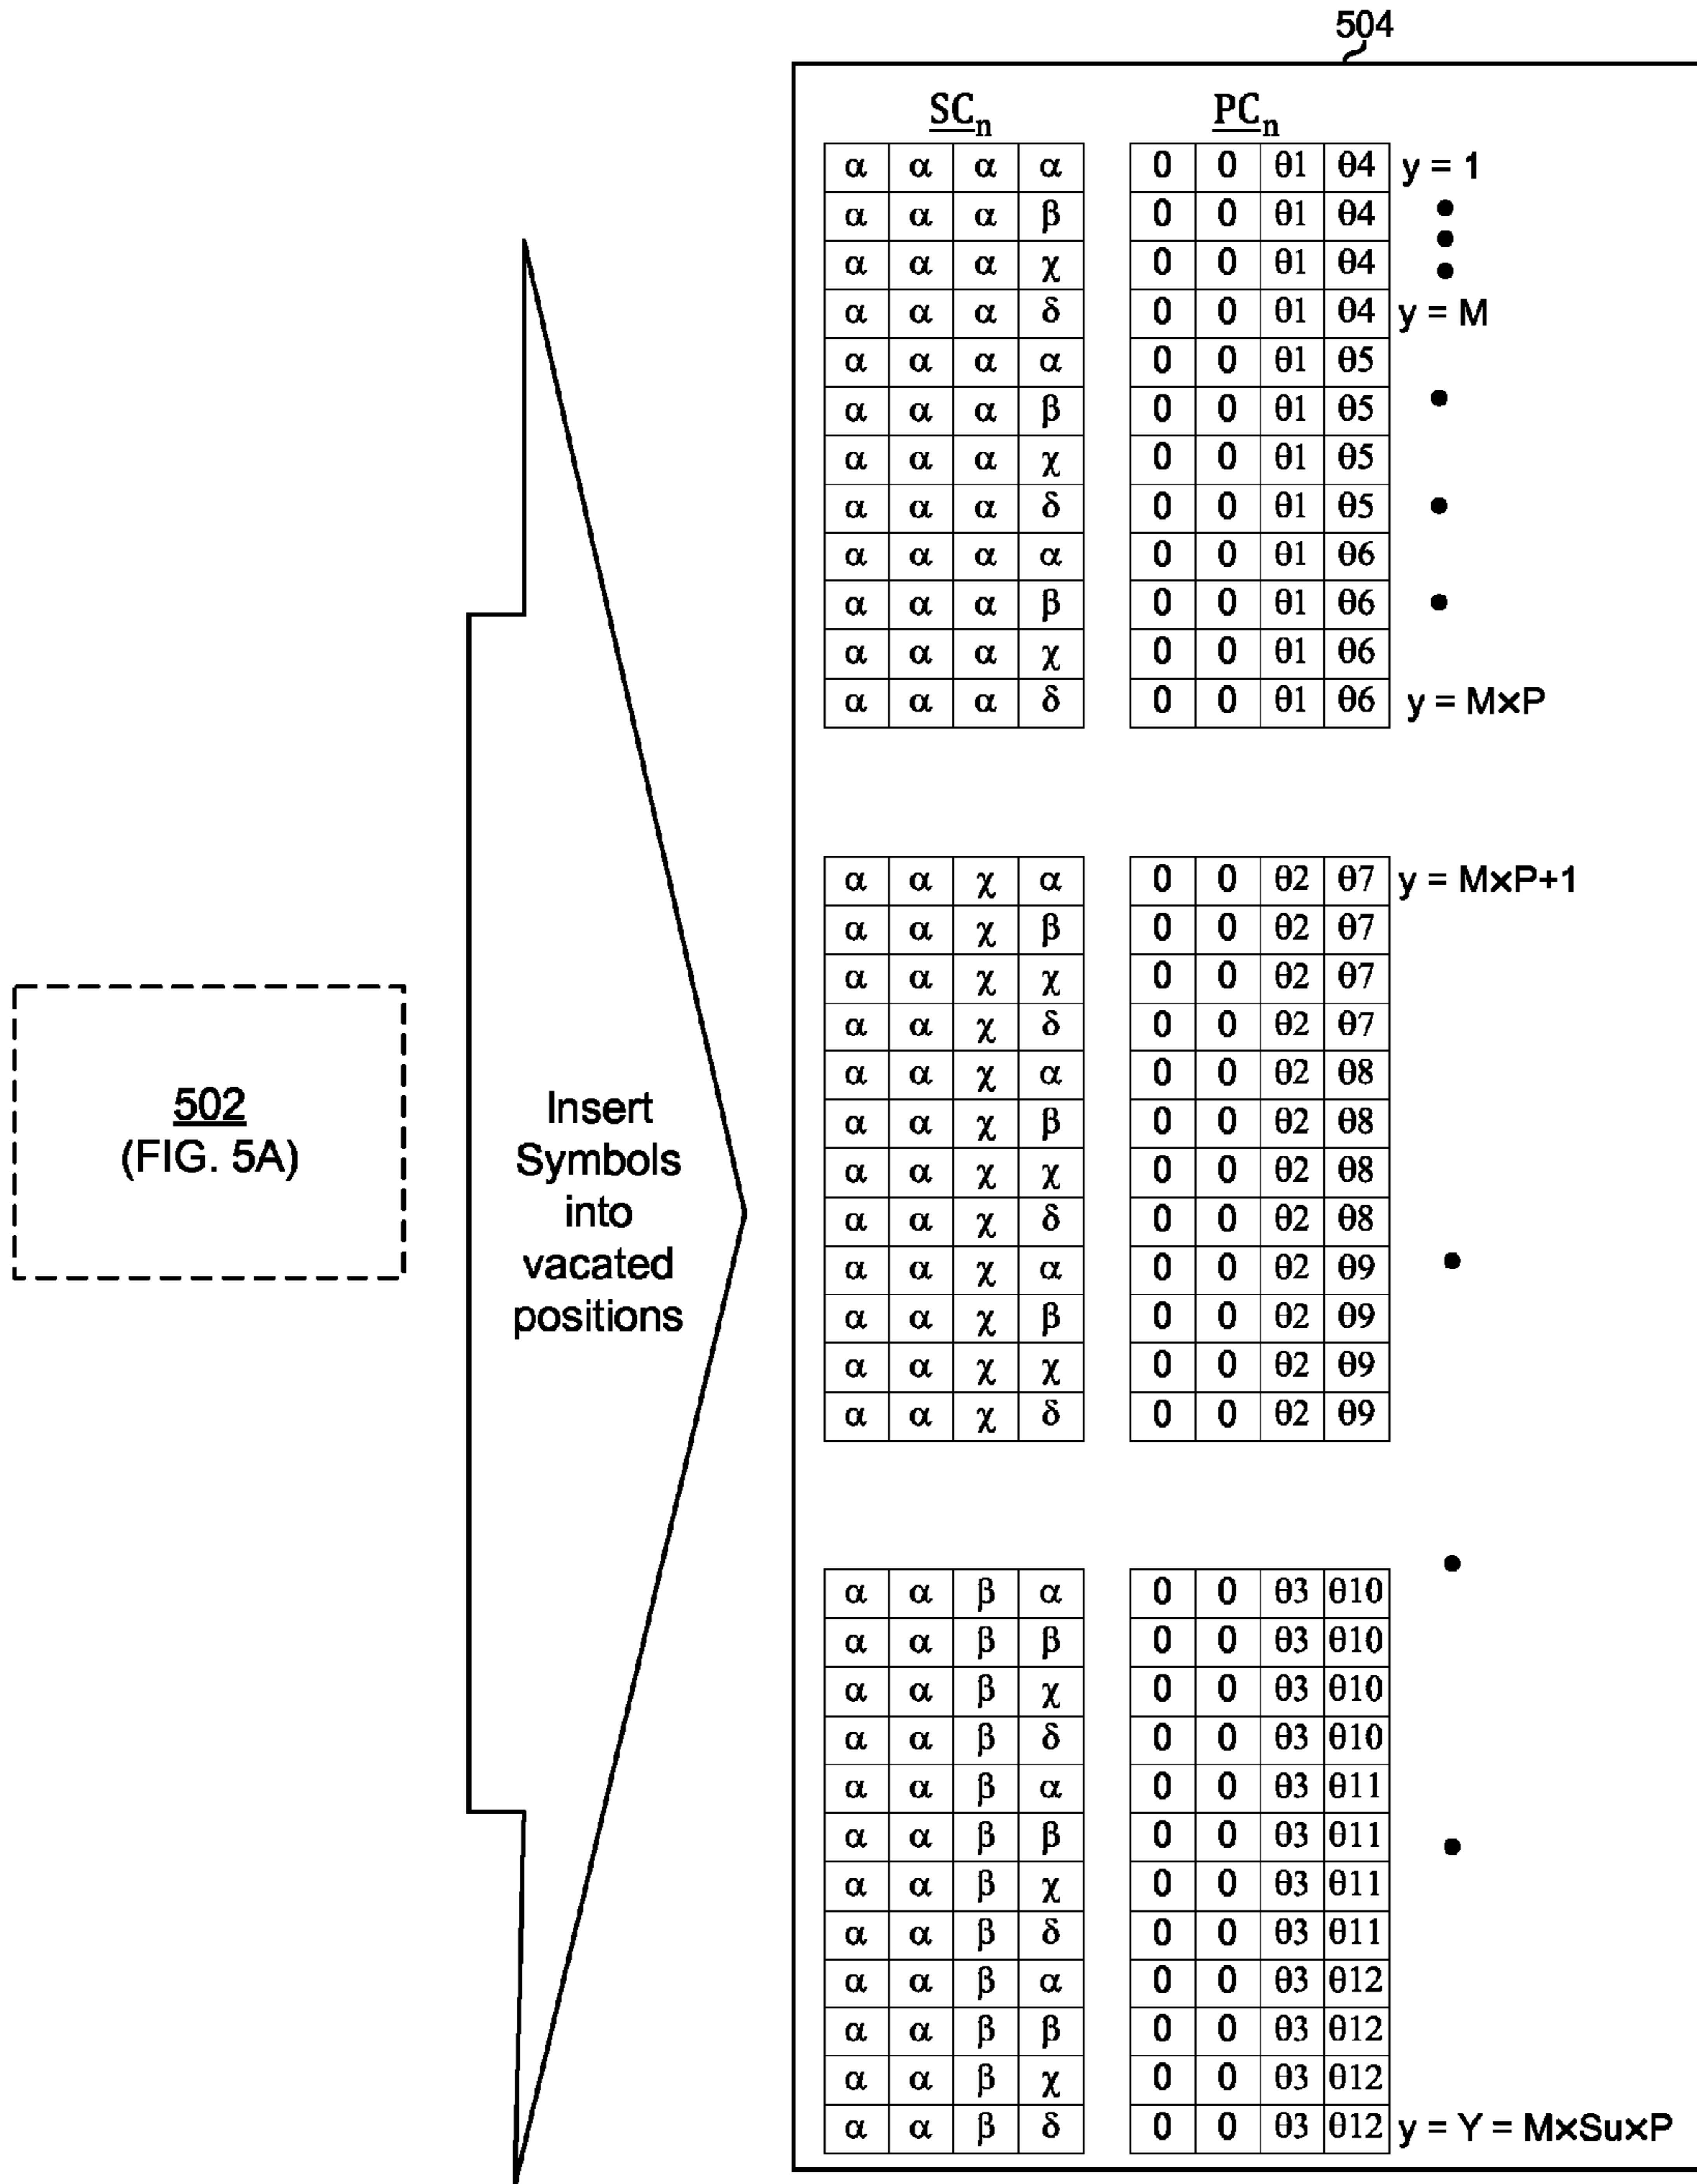 504
SCn PCn
α α α α 0 0 θ1 θ4 y = 1
α α α β 0 0 θ1 θ4
α α α χ 0 0 θ1 θ4
α α α δ 0 0 θ1 θ4 y = M
α α α α 0 0 θ1 θ5
α α α β 0 0 θ1 θ5
α α α χ 0 0 θ1 θ5
α α α δ 0 0 θ1 θ5
α α α α 0 0 θ1 θ6
α α α β 0 0 θ1 θ6
α α α χ 0 0 θ1 θ6
α α α δ 0 0 θ1 θ6 y = M×P
α α χ α 0 0 θ2 θ7 y = M×P+1
α α χ β 0 0 θ2 θ7
α α χ χ 0 0 θ2 θ7
α α χ δ 0 0 θ2 θ7
α α χ α 0 0 θ2 θ8
α α χ β 0 0 θ2 θ8
α α χ χ 0 0 θ2 θ8
α α χ δ 0 0 θ2 θ8
α α χ α 0 0 θ2 θ9
α α χ β 0 0 θ2 θ9
α α χ χ 0 0 θ2 θ9
α α χ δ 0 0 θ2 θ9
α α β α 0 0 θ3 θ10
α α β β 0 0 θ3 θ10
α α β χ 0 0 θ3 θ10
α α β δ 0 0 θ3 θ10
α α β α 0 0 θ3 θ11
α α β β 0 0 θ3 θ11
α α β χ 0 0 θ3 θ11
α α β δ 0 0 θ3 θ11
α α β α 0 0 θ3 θ12
α α β β 0 0 θ3 θ12
α α β χ 0 0 θ3 θ12
α α β δ 0 0 θ3 θ12 y = Y = M×Su×P
502
(FIG. 5A)
Insert
Symbols
into
vacated
positions